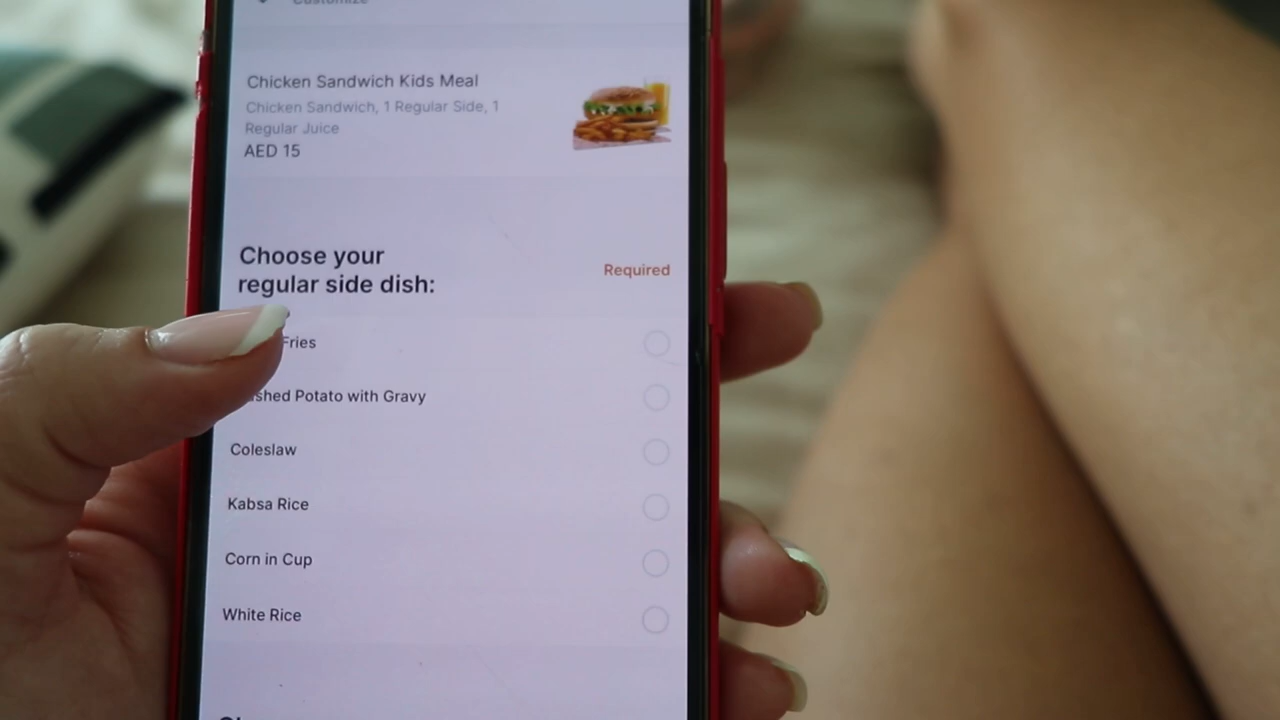 Customize
Chicken Sandwich Kids Meal
Chicken Sandwich, 1 Regular Side, 1
Regular Juice
AED 15
Choose your
regular side dish:
Required
Fries
Potato with Gravy
Coleslaw
Kabsa Rice
Corn in Cup
White Rice